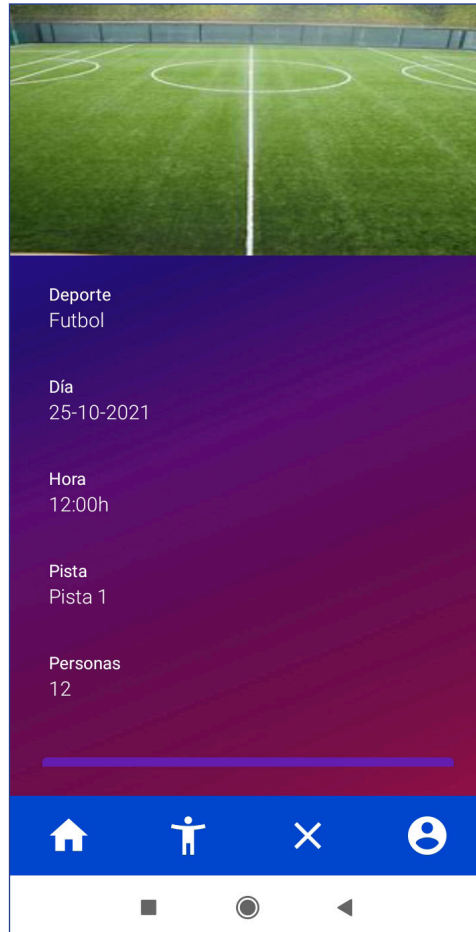 Deporte
Futbol
Día
25-10-2021
Hora
12:00h
Pista
Pista 1
Personas
12